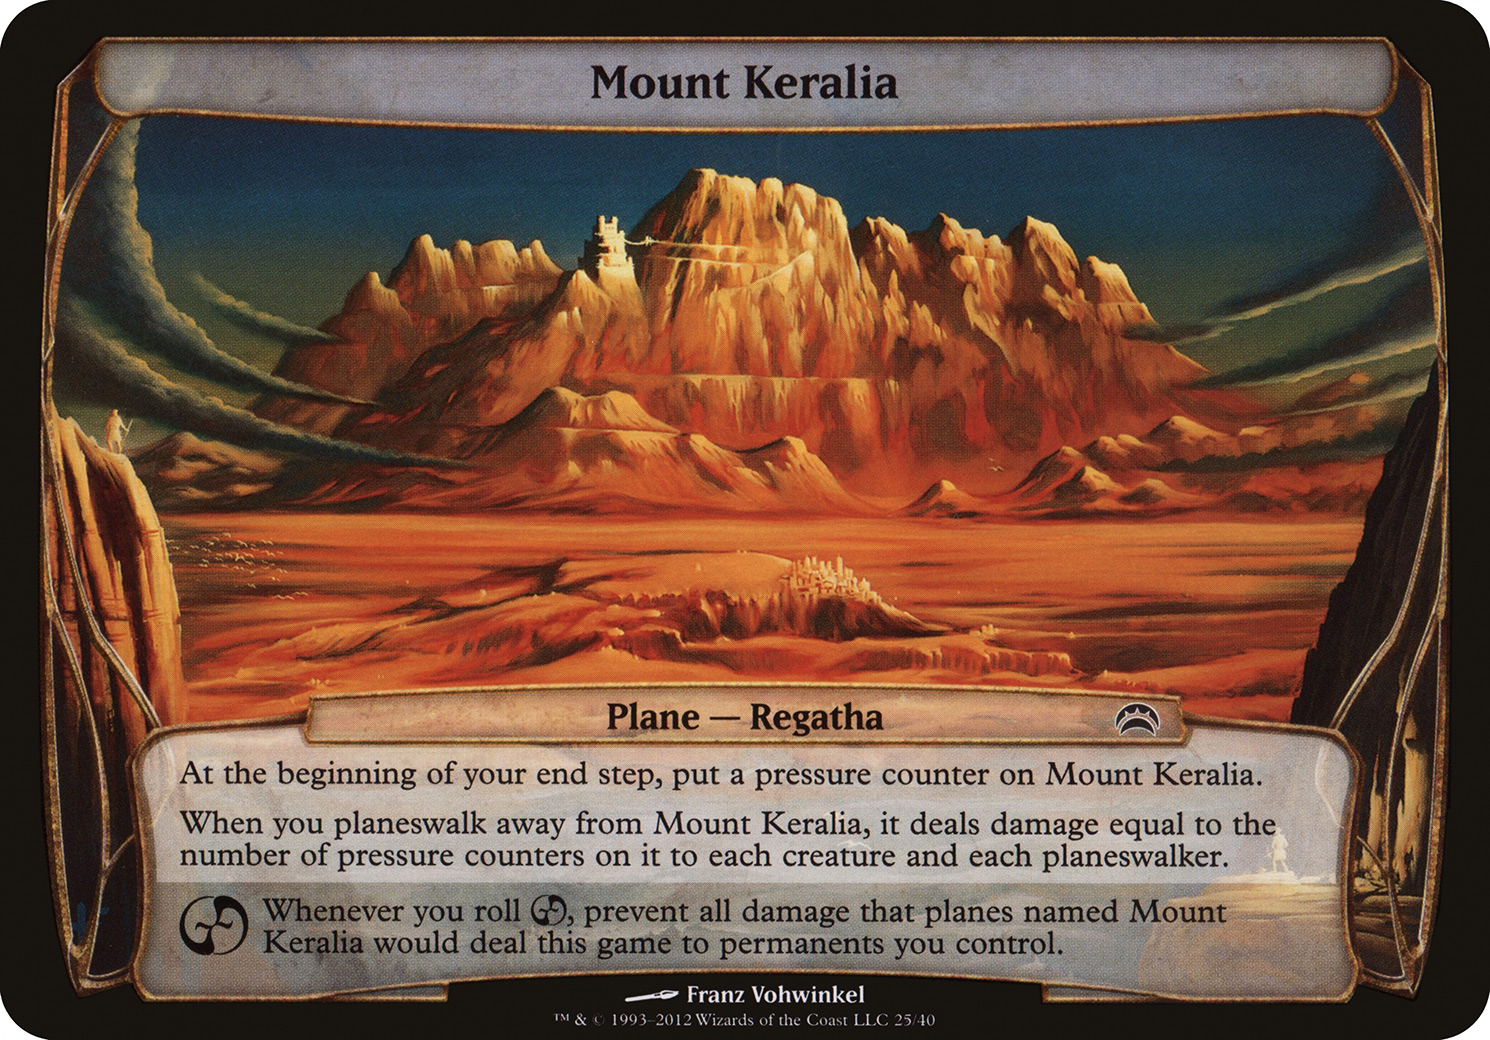 Mount Keralia
Plane — Regatha
At the beginning of your end step, put a pressure counter on Mount Keralia.
When you planeswalk away from Mount Keralia, it deals damage equal to the
number of pressure counters on it to each creature and each planeswalker.
Whenever you roll , prevent all damage that planes named Mount
Keralia would deal this game to permanents you control.
Franz Vohwinkel
™ & © 1993–2012 Wizards of the Coast LLC 25/40